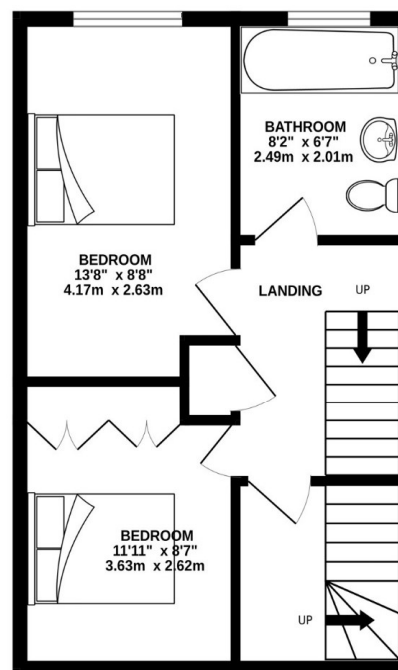 BATHROOM
8'2" x 6'7"
2.49m x 2.01m
BEDROOM
13'8" x 8'8"
4.17m x 2.63m
LANDING
UP
BEDROOM
11'11" x 8'7"
3.63m x 2.62m
UP